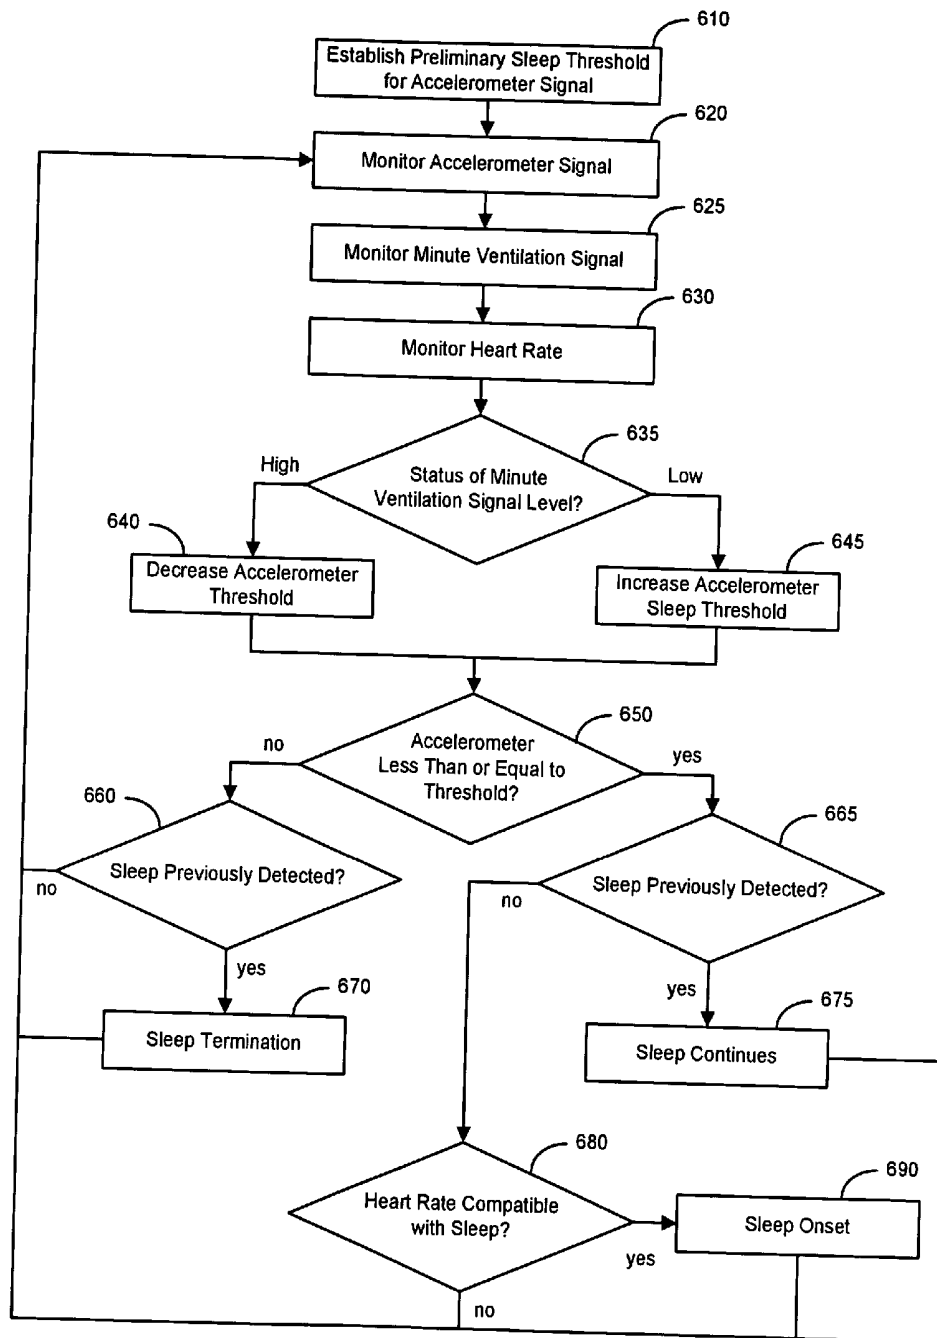 610
Establish Preliminary Sleep Threshold
for Accelerometer Signal
620
Monitor Accelerometer Signal
625
Monitor Minute Ventilation Signal
630
Monitor Heart Rate
635
High
Status of Minute
Ventilation Signal Level?
Low
640
Decrease Accelerometer
Threshold
645
Increase Accelerometer
Sleep Threshold
650
no
Accelerometer
Less Than or Equal to
Threshold?
yes
660
Sleep Previously Detected?
no
yes
665
Sleep Previously Detected?
no
yes
670
Sleep Termination
675
Sleep Continues
680
Heart Rate Compatible
with Sleep?
yes
no
690
Sleep Onset